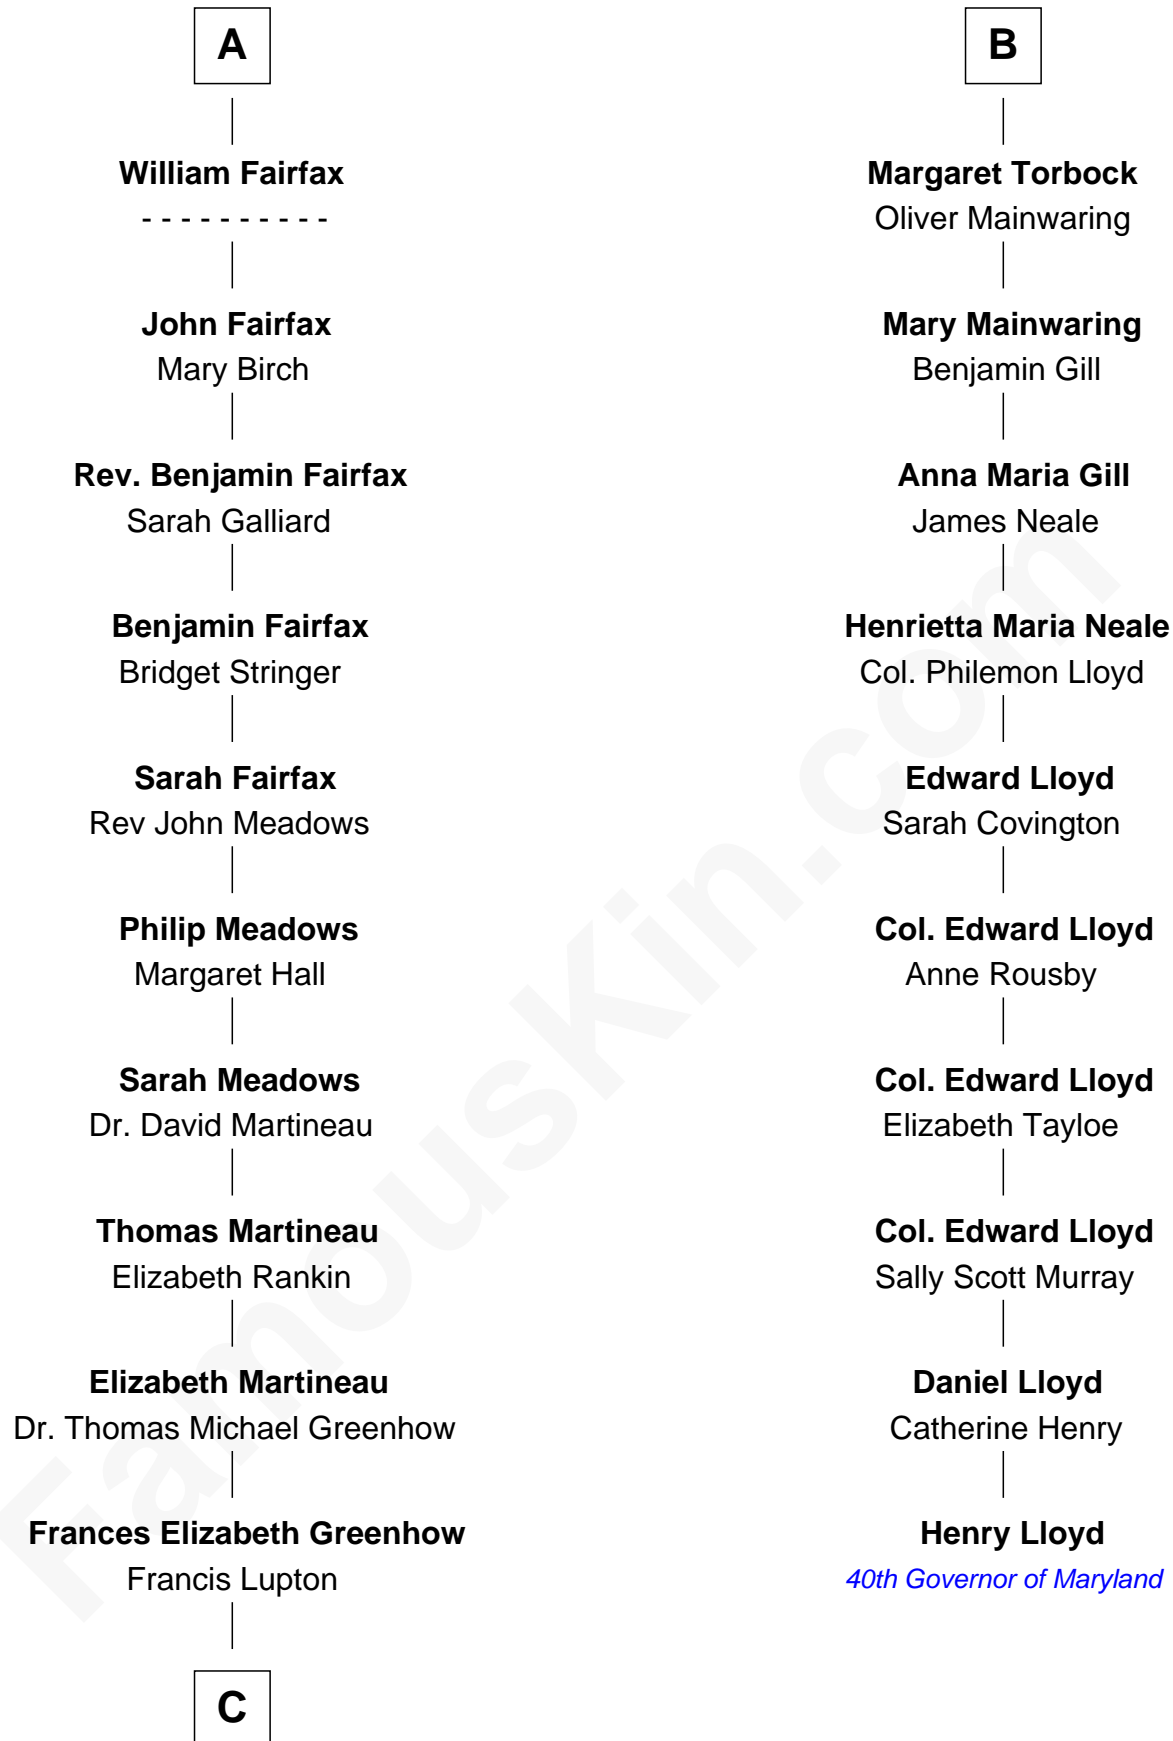 A
William Fairfax
- - - - - - - - - -
John Fairfax
Mary Birch
Rev. Benjamin Fairfax
Sarah Galliard
Benjamin Fairfax
Bridget Stringer
Sarah Fairfax
Rev John Meadows
Philip Meadows
Margaret Hall
Sarah Meadows
Dr. David Martineau
Thomas Martineau
Elizabeth Rankin
Elizabeth Martineau
Dr. Thomas Michael Greenhow
Frances Elizabeth Greenhow
Francis Lupton
C
B
Margaret Torbock
Oliver Mainwaring
Mary Mainwaring
Benjamin Gill
Anna Maria Gill
James Neale
Henrietta Maria Neale
Col. Philemon Lloyd
Edward Lloyd
Sarah Covington
Col. Edward Lloyd
Anne Rousby
Col. Edward Lloyd
Elizabeth Tayloe
Col. Edward Lloyd
Sally Scott Murray
Daniel Lloyd
Catherine Henry
Henry Lloyd
40th Governor of Maryland
FamousKin.com